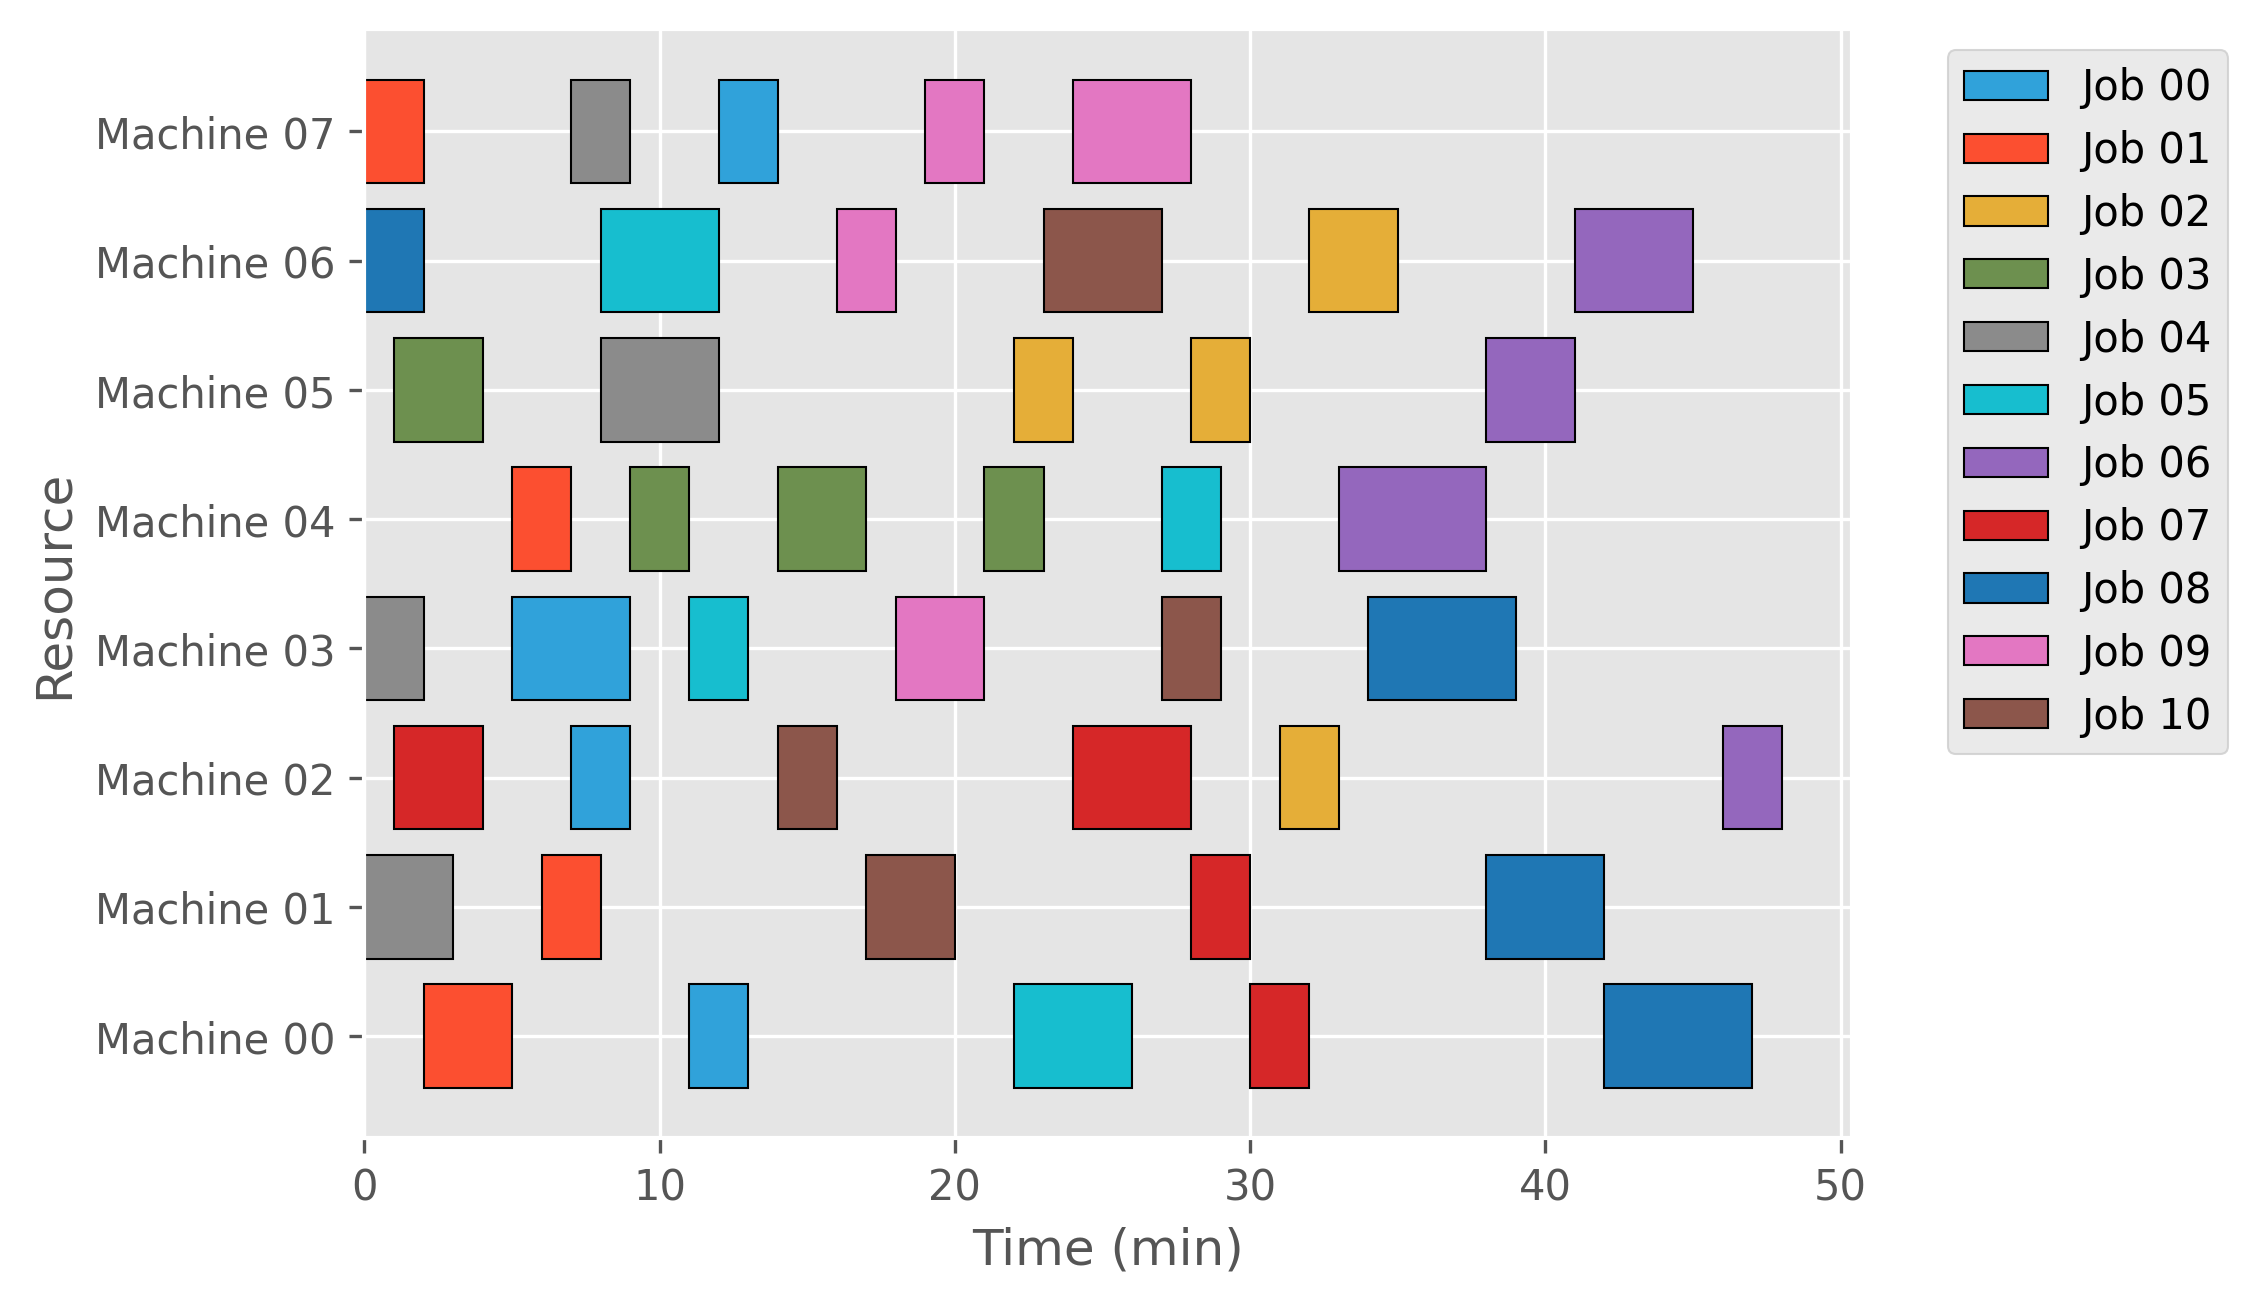 Machine 07
Machine 06
Machine 05
Machine 04
Machine 03
Machine 02
Machine 01
Machine 00
Resource
0
10
20
30
40
50
Time (min)
Job 00
Job 01
Job 02
Job 03
Job 04
Job 05
Job 06
Job 07
Job 08
Job 09
Job 10